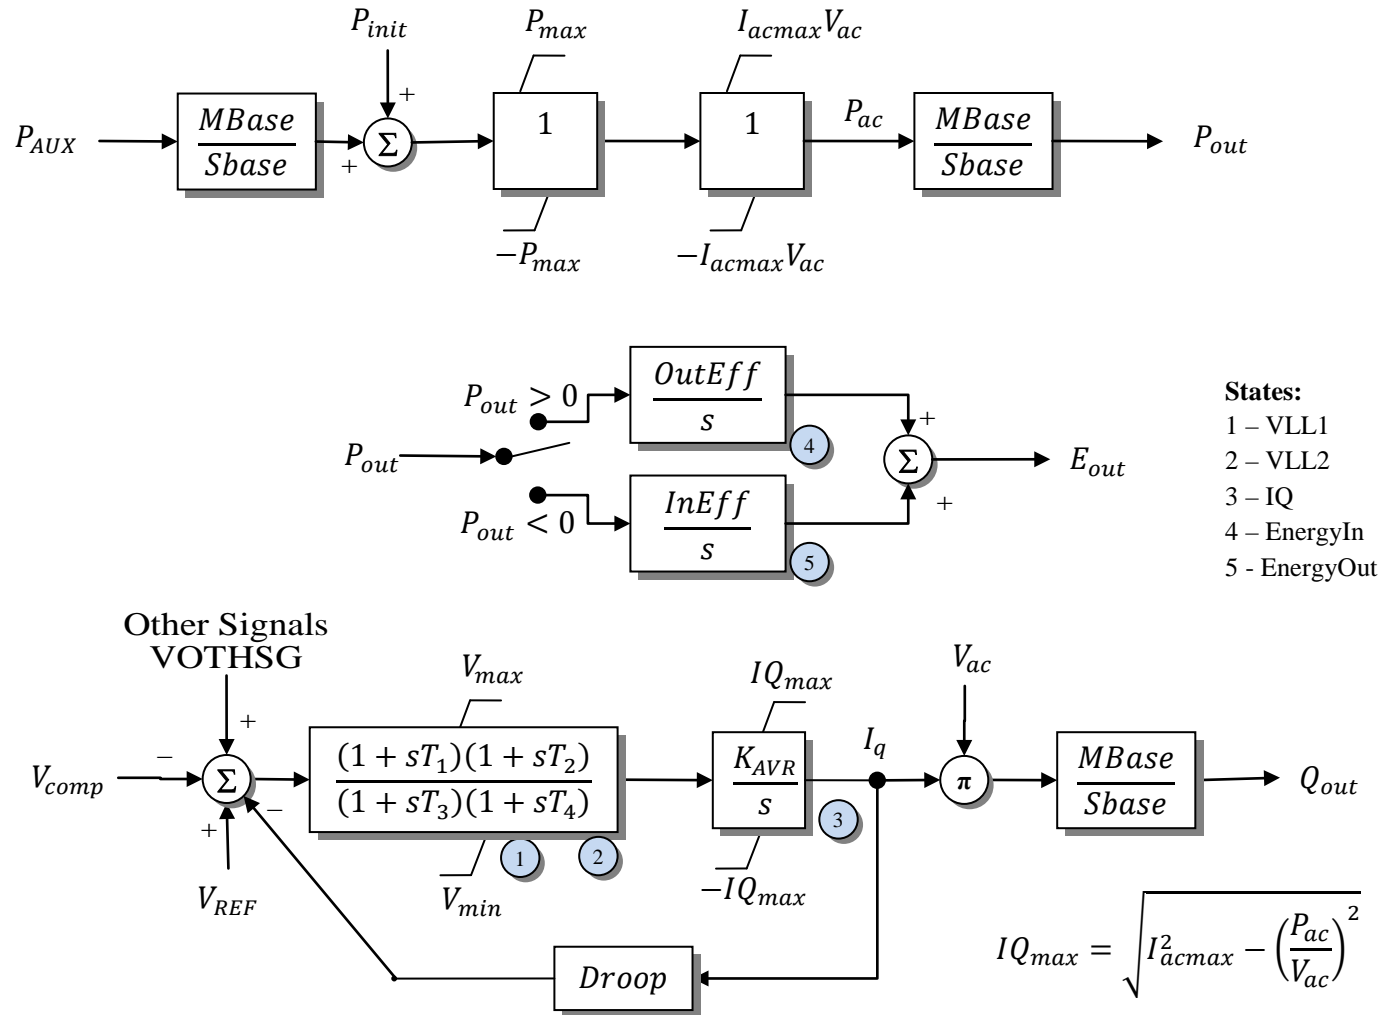 P_init
P_max
I_acmax V_ac
P_AUX
MBase
Sbase
+
+
Σ
1
1
P_ac
MBase
Sbase
P_out
−P_max
−I_acmax V_ac
P_out > 0
OutEff
s
4
+
P_out
Σ
E_out
P_out < 0
InEff
s
5
+
States:
1 – VLL1
2 – VLL2
3 – IQ
4 – EnergyIn
5 - EnergyOut
Other Signals
VOTHSG
V_max
IQ_max
V_ac
+
−
V_comp
Σ
−
+
V_REF
(1 + sT_1)(1 + sT_2)
(1 + sT_3)(1 + sT_4)
1
2
V_min
K_AVR
s
3
I_q
−IQ_max
π
MBase
Sbase
Q_out
Droop
IQ_max = √(I²_acmax − (P_ac/V_ac)²)